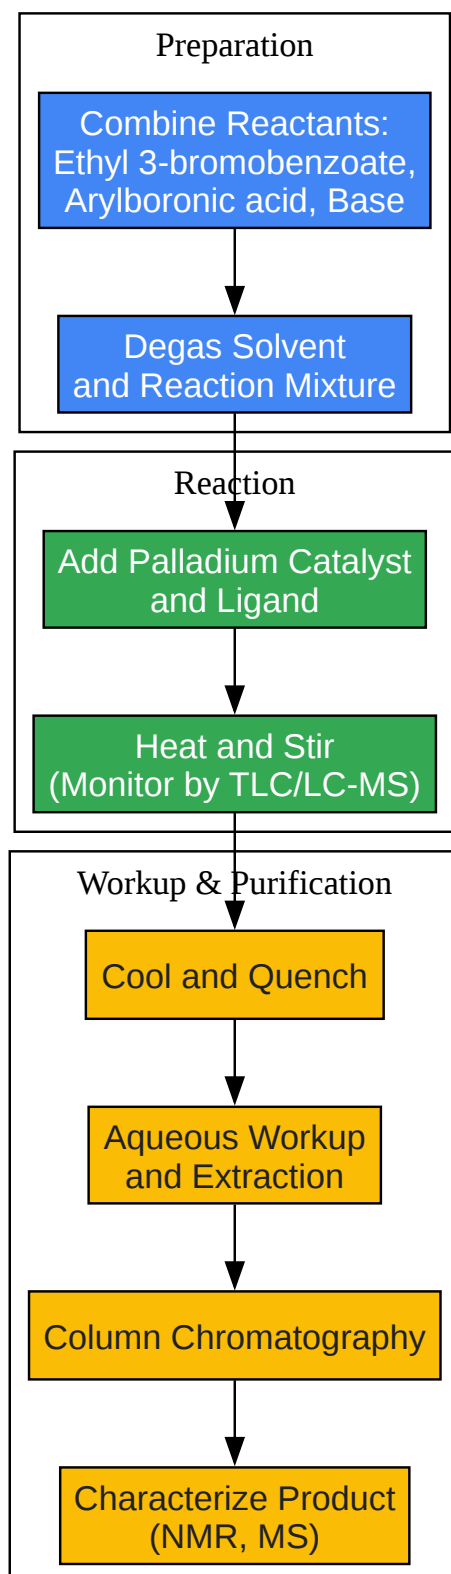 Preparation
Combine Reactants:
Ethyl 3-bromobenzoate,
Arylboronic acid, Base
Degas Solvent
and Reaction Mixture
Reaction
Add Palladium Catalyst
and Ligand
Heat and Stir
(Monitor by TLC/LC-MS)
Workup & Purification
Cool and Quench
Aqueous Workup
and Extraction
Column Chromatography
Characterize Product
(NMR, MS)